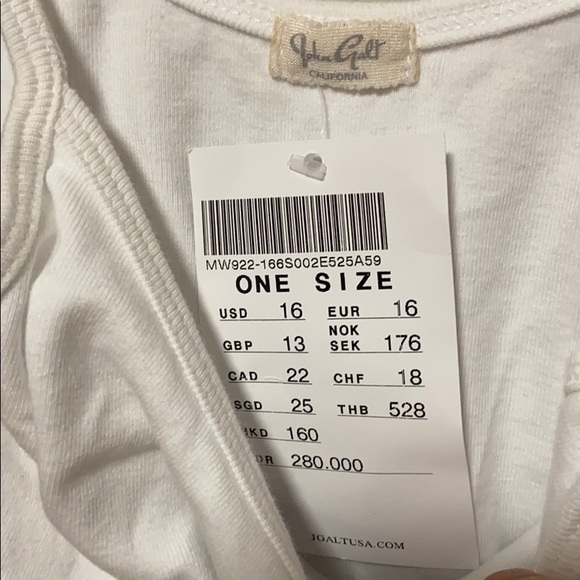 John Galt
CALIFORNIA
MW922-166S002E525A59
ONE SIZE
USD 16 EUR 16
GBP 13 NOK SEK 176
CAD 22 CHF 18
SGD 25 THB 528
HKD 160
280.000
JGALTUSA.COM